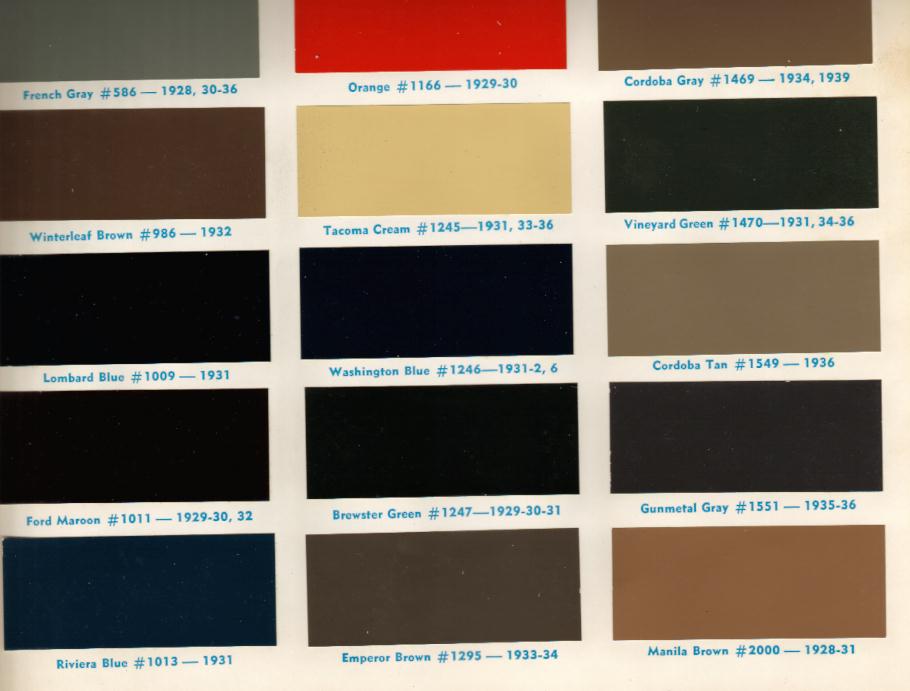 French Gray #586 — 1928, 30-36
Orange #1166 — 1929-30
Cordoba Gray #1469 — 1934, 1939
Winterleaf Brown #986 — 1932
Tacoma Cream #1245—1931, 33-36
Vineyard Green #1470—1931, 34-36
Lombard Blue #1009 — 1931
Washington Blue #1246—1931-2, 6
Cordoba Tan #1549 — 1936
Ford Maroon #1011 — 1929-30, 32
Brewster Green #1247—1929-30-31
Gunmetal Gray #1551 — 1935-36
Riviera Blue #1013 — 1931
Emperor Brown #1295 — 1933-34
Manila Brown #2000 — 1928-31